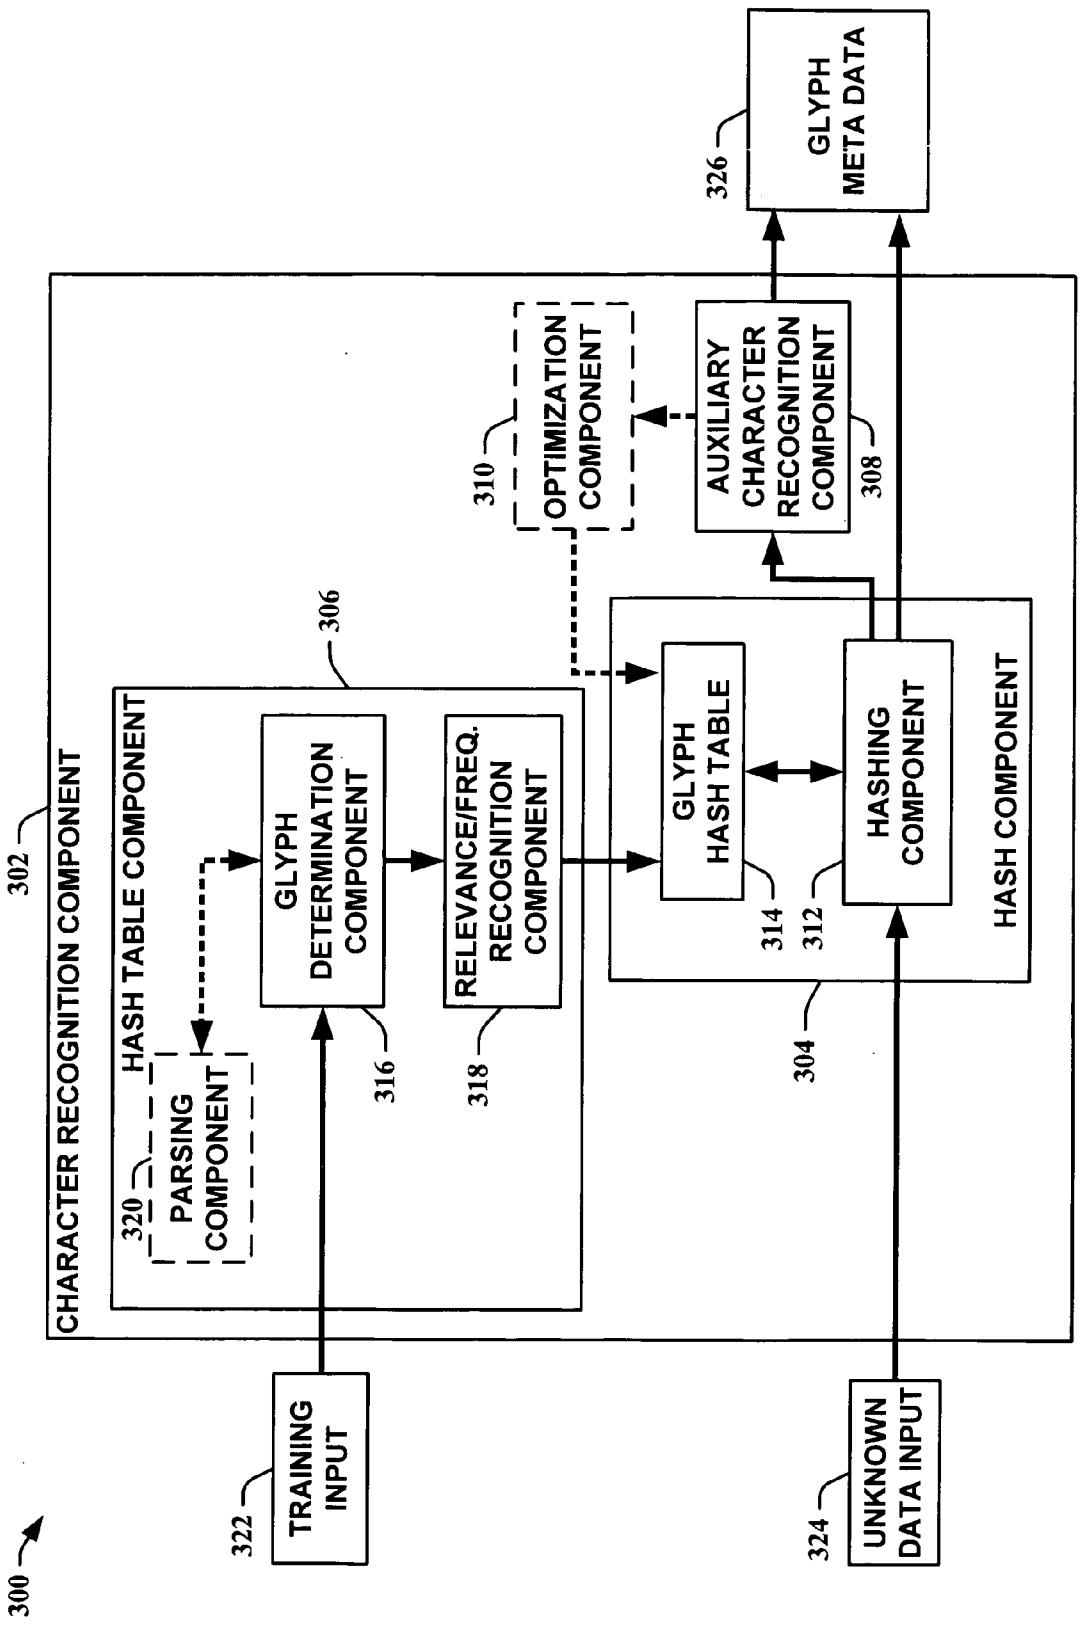 300
302
CHARACTER RECOGNITION COMPONENT
HASH TABLE COMPONENT
306
320
PARSING
COMPONENT
322
TRAINING
INPUT
GLYPH
DETERMINATION
COMPONENT
316
RELEVANCE/FREQ.
RECOGNITION
COMPONENT
318
310
OPTIMIZATION
COMPONENT
GLYPH
HASH TABLE
314
312
HASHING
COMPONENT
HASH COMPONENT
304
AUXILIARY
CHARACTER
RECOGNITION
COMPONENT
308
326
GLYPH
META DATA
324
UNKNOWN
DATA INPUT